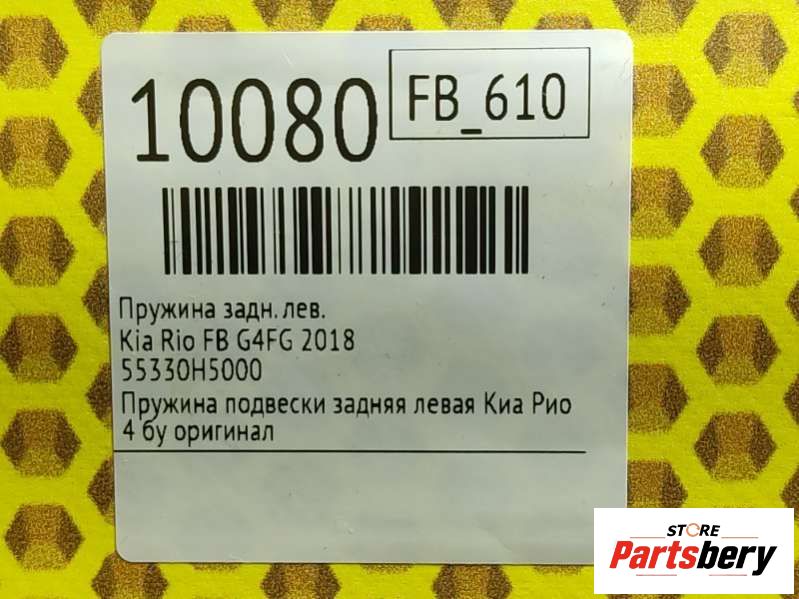 10080
FB_610
Пружина задн. лев.
Kia Rio FB G4FG 2018
55330H5000
Пружина подвески задняя левая Киа Рио
4 бу оригинал
STORE
Partsbery